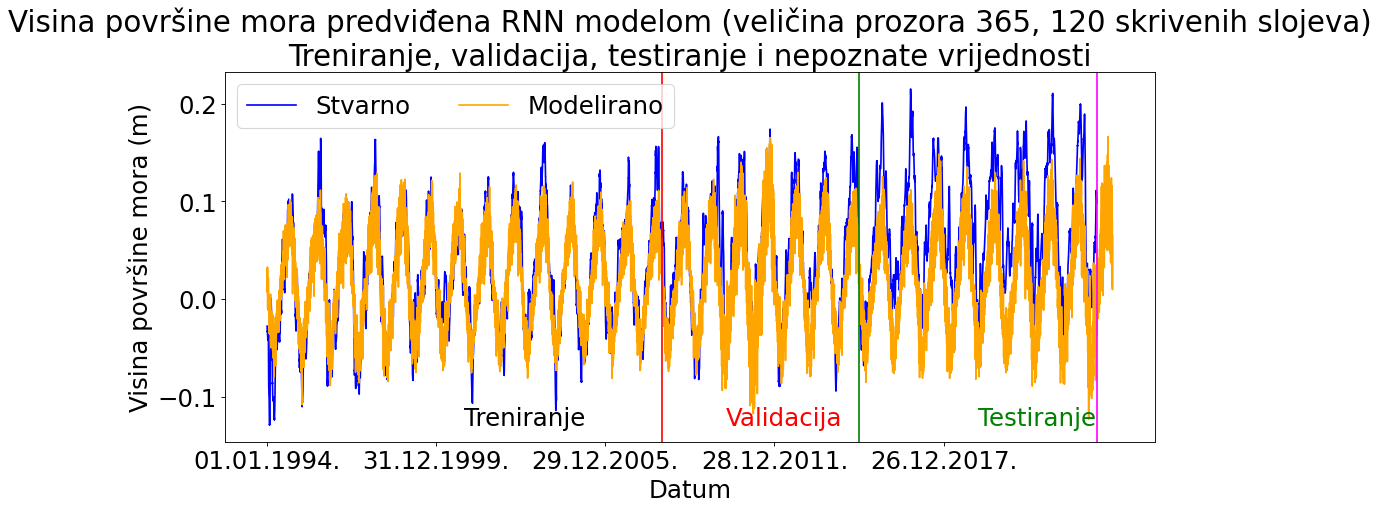 Visina površine mora predviđena RNN modelom (veličina prozora 365, 120 skrivenih slojeva)
Treniranje, validacija, testiranje i nepoznate vrijednosti
Stvarno Modelirano
Visina površine mora (m)
0.2
0.1
0.0
−0.1
Treniranje Validacija Testiranje
01.01.1994. 31.12.1999. 29.12.2005. 28.12.2011. 26.12.2017.
Datum